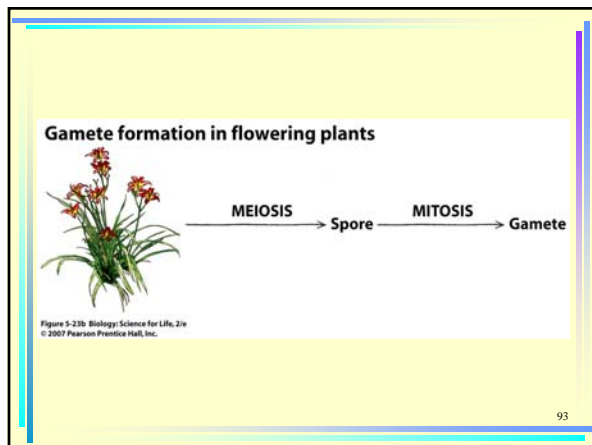 Gamete formation in flowering plants
MEIOSIS Spore MITOSIS Gamete
Figure 5-23b Biology: Science for Life, 2/e
© 2007 Pearson Prentice Hall, Inc.
93